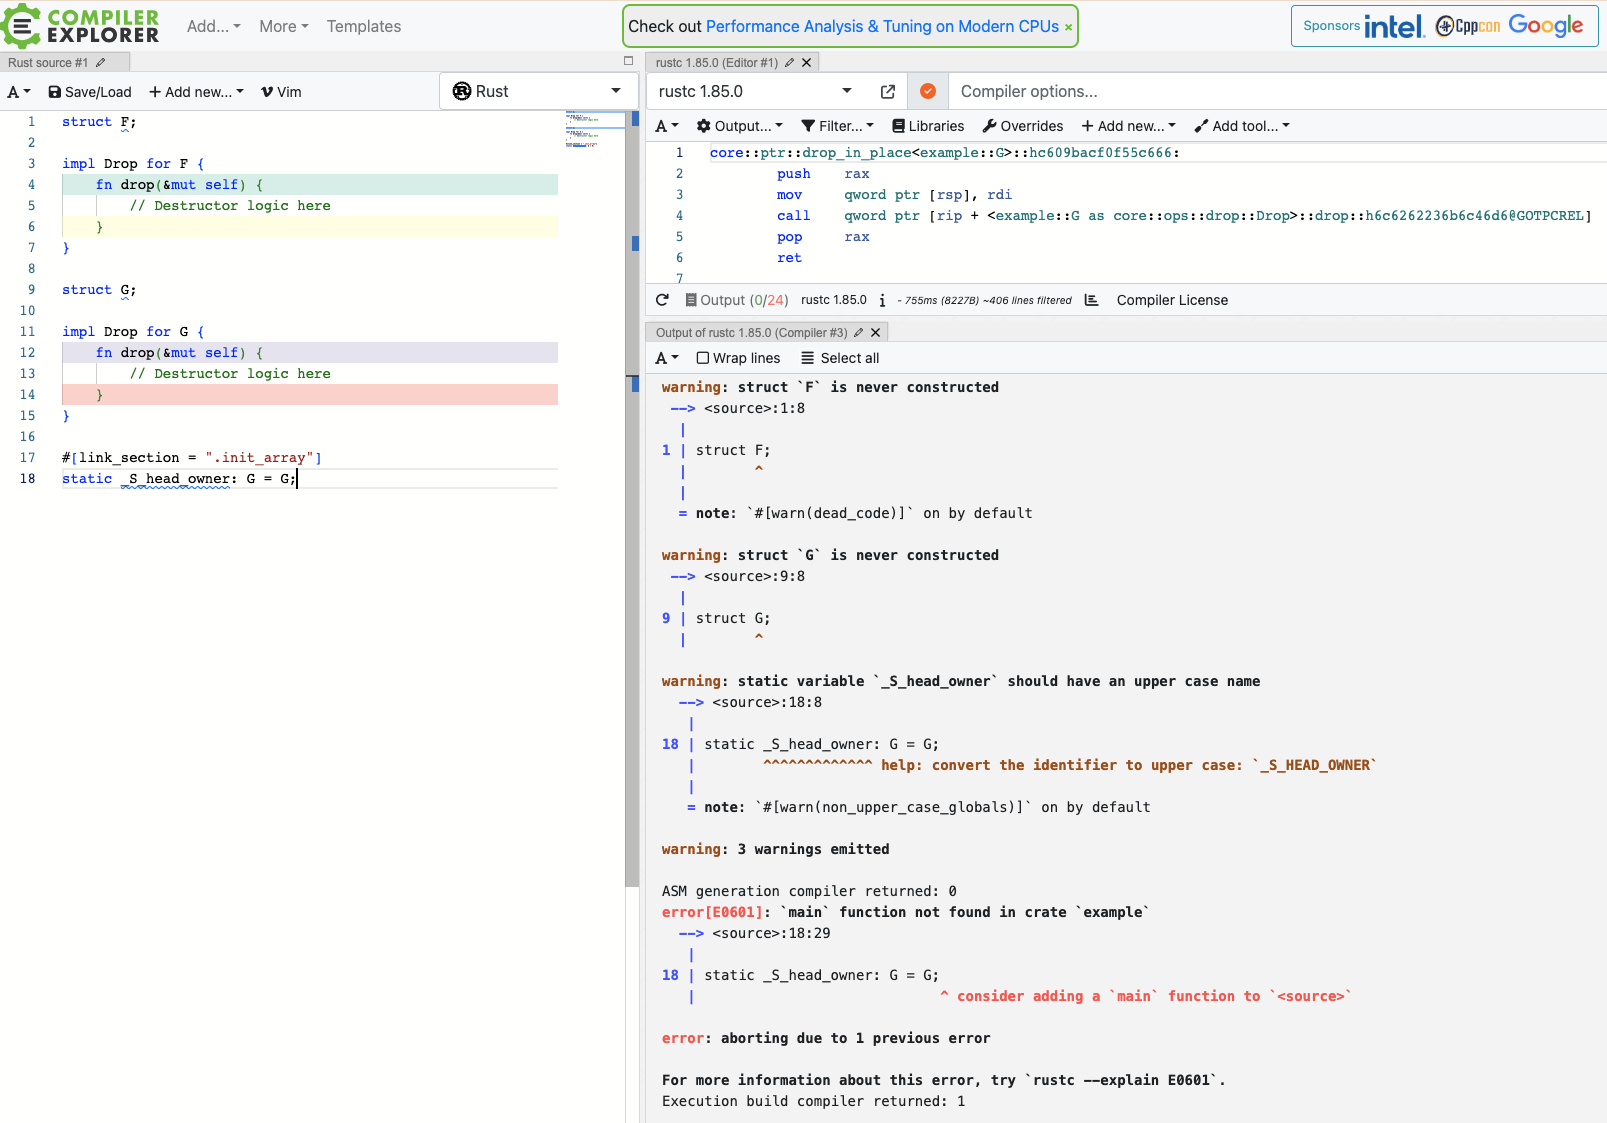 COMPILER
EXPLORER
Add... More Templates
Check out Performance Analysis & Tuning on Modern CPUs ×
Sponsors intel. Cppcon Google
Rust source #1
A Save/Load + Add new... Vim Rust
1 struct F;
2
3 impl Drop for F {
4     fn drop(&mut self) {
5         // Destructor logic here
6     }
7 }
8
9 struct G;
10
11 impl Drop for G {
12     fn drop(&mut self) {
13         // Destructor logic here
14     }
15 }
16
17 #[link_section = ".init_array"]
18 static _S_head_owner: G = G;
rustc 1.85.0 (Editor #1)
rustc 1.85.0 Compiler options...
A Output... Filter... Libraries Overrides + Add new... Add tool...
1 core::ptr::drop_in_place<example::G>::hc609bacf0f55c666:
2         push    rax
3         mov     qword ptr [rsp], rdi
4         call    qword ptr [rip + <example::G as core::ops::drop::Drop>::drop::h6c6262236b6c46d6@GOTPCREL]
5         pop     rax
6         ret
7
Output (0/24) rustc 1.85.0 i - 755ms (8227B) ~406 lines filtered Compiler License
Output of rustc 1.85.0 (Compiler #3)
A Wrap lines Select all
warning: struct `F` is never constructed
 --> <source>:1:8
  |
1 | struct F;
  |        ^
  |
  = note: `#[warn(dead_code)]` on by default
warning: struct `G` is never constructed
 --> <source>:9:8
  |
9 | struct G;
  |        ^
warning: static variable `_S_head_owner` should have an upper case name
  --> <source>:18:8
   |
18 | static _S_head_owner: G = G;
   |        ^^^^^^^^^^^^^ help: convert the identifier to upper case: `_S_HEAD_OWNER`
   |
   = note: `#[warn(non_upper_case_globals)]` on by default
warning: 3 warnings emitted
ASM generation compiler returned: 0
error[E0601]: `main` function not found in crate `example`
  --> <source>:18:29
   |
18 | static _S_head_owner: G = G;
   |                             ^ consider adding a `main` function to `<source>`
error: aborting due to 1 previous error
For more information about this error, try `rustc --explain E0601`.
Execution build compiler returned: 1